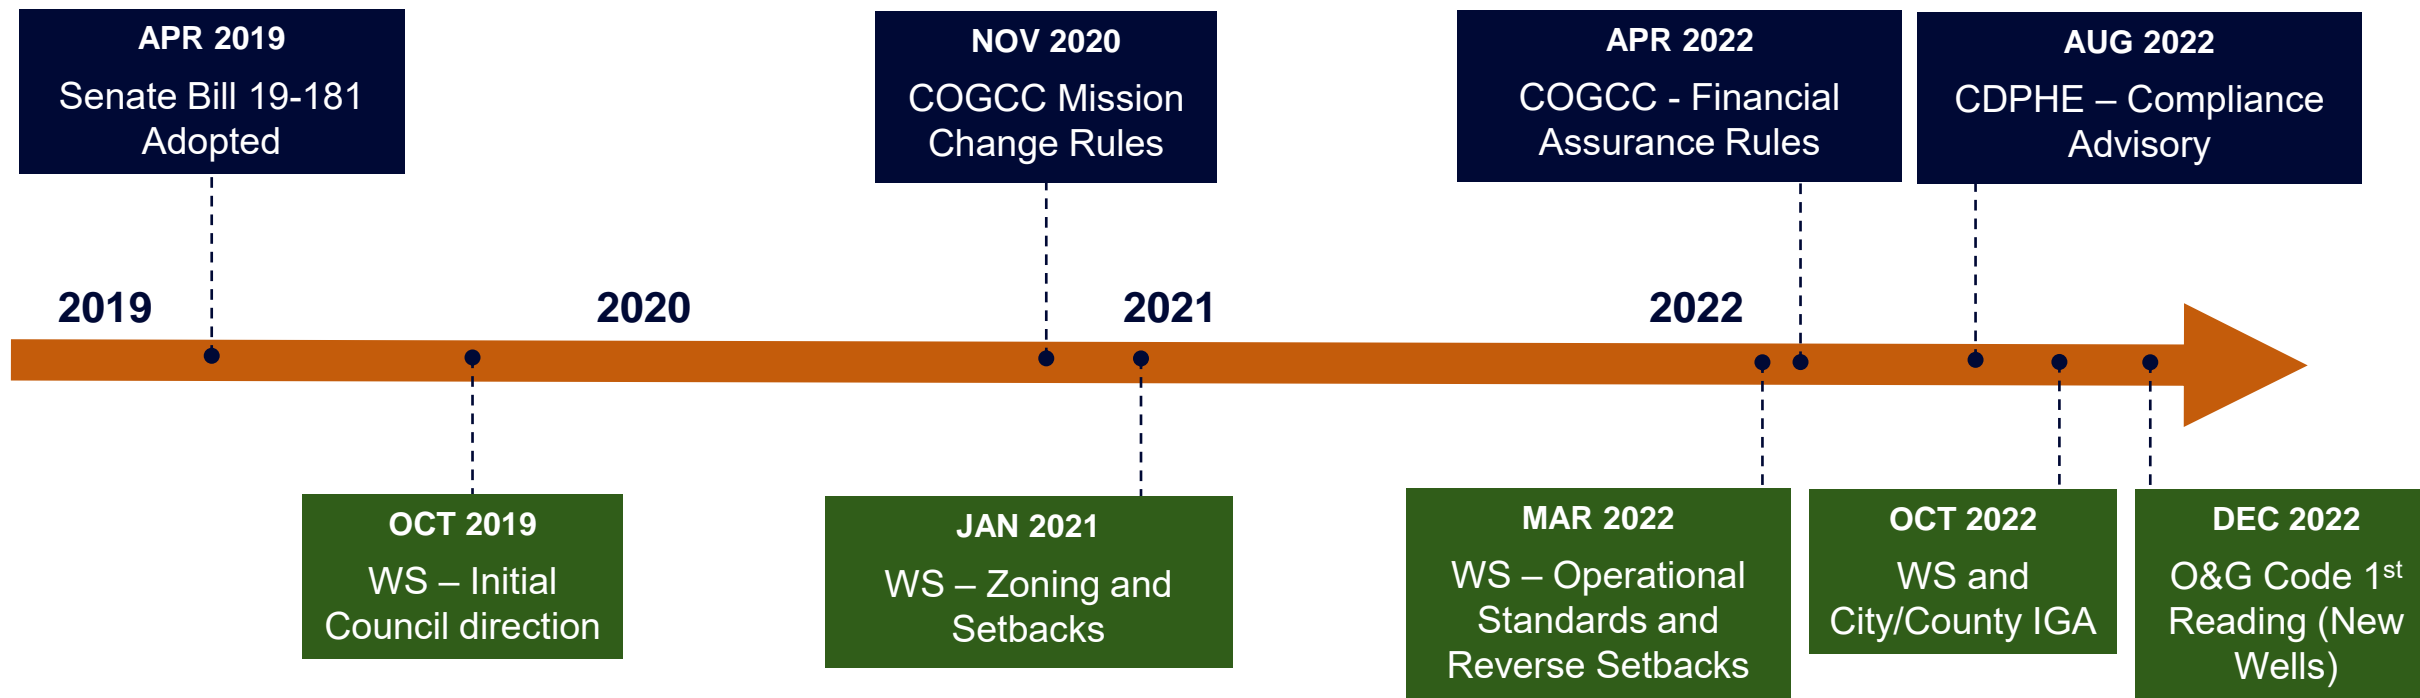 APR 2019
Senate Bill 19-181
Adopted
NOV 2020
COGCC Mission
Change Rules
APR 2022
COGCC - Financial
Assurance Rules
AUG 2022
CDPHE – Compliance
Advisory
2019
2020
2021
2022
OCT 2019
WS – Initial
Council direction
JAN 2021
WS – Zoning and
Setbacks
MAR 2022
WS – Operational
Standards and
Reverse Setbacks
OCT 2022
WS and
City/County IGA
DEC 2022
O&G Code 1st
Reading (New
Wells)